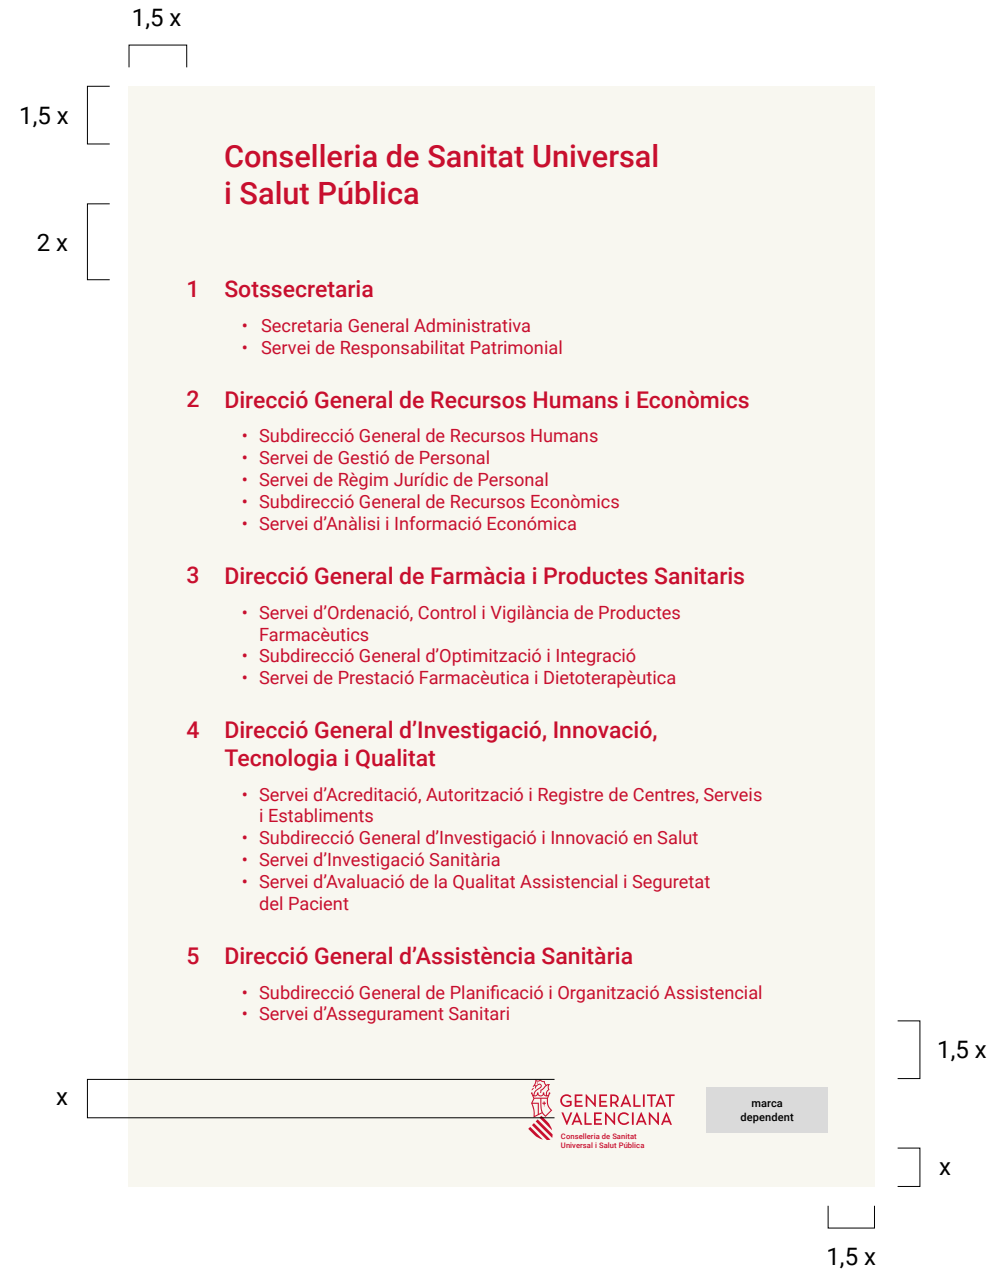 1,5 x
1,5 x
Conselleria de Sanitat Universal
i Salut Pública
2 x
1 Sotssecretaria
• Secretaria General Administrativa
• Servei de Responsabilitat Patrimonial
2 Direcció General de Recursos Humans i Econòmics
• Subdirecció General de Recursos Humans
• Servei de Gestió de Personal
• Servei de Règim Jurídic de Personal
• Subdirecció General de Recursos Econòmics
• Servei d’Anàlisi i Informació Económica
3 Direcció General de Farmàcia i Productes Sanitaris
• Servei d’Ordenació, Control i Vigilància de Productes
Farmacèutics
• Subdirecció General d’Optimització i Integració
• Servei de Prestació Farmacèutica i Dietoterapèutica
4 Direcció General d’Investigació, Innovació,
Tecnologia i Qualitat
• Servei d’Acreditació, Autorització i Registre de Centres, Serveis
i Establiments
• Subdirecció General d’Investigació i Innovació en Salut
• Servei d’Investigació Sanitària
• Servei d’Avaluació de la Qualitat Assistencial i Seguretat
del Pacient
5 Direcció General d’Assistència Sanitària
• Subdirecció General de Planificació i Organització Assistencial
• Servei d’Assegurament Sanitari
1,5 x
x
GENERALITAT
VALENCIANA
Conselleria de Sanitat
Universal i Salut Pública
marca
dependent
x
1,5 x